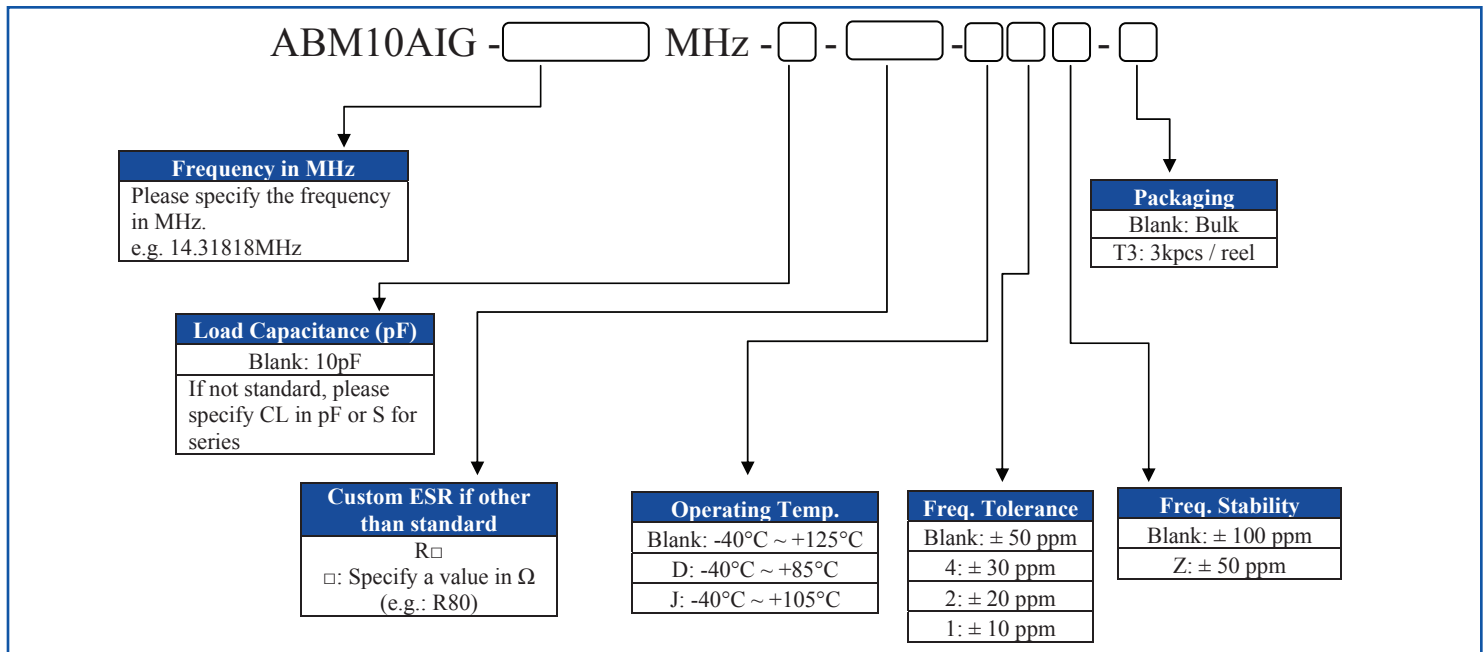 ABM10AIG - MHz - - - -
Frequency in MHz
Please specify the frequency
in MHz.
e.g. 14.31818MHz
Packaging
Blank: Bulk
T3: 3kpcs / reel
Load Capacitance (pF)
Blank: 10pF
If not standard, please
specify CL in pF or S for
series
Custom ESR if other
than standard
R□
□: Specify a value in Ω
(e.g.: R80)
Operating Temp.
Blank: -40°C ~ +125°C
D: -40°C ~ +85°C
J: -40°C ~ +105°C
Freq. Tolerance
Blank: ± 50 ppm
4: ± 30 ppm
2: ± 20 ppm
1: ± 10 ppm
Freq. Stability
Blank: ± 100 ppm
Z: ± 50 ppm